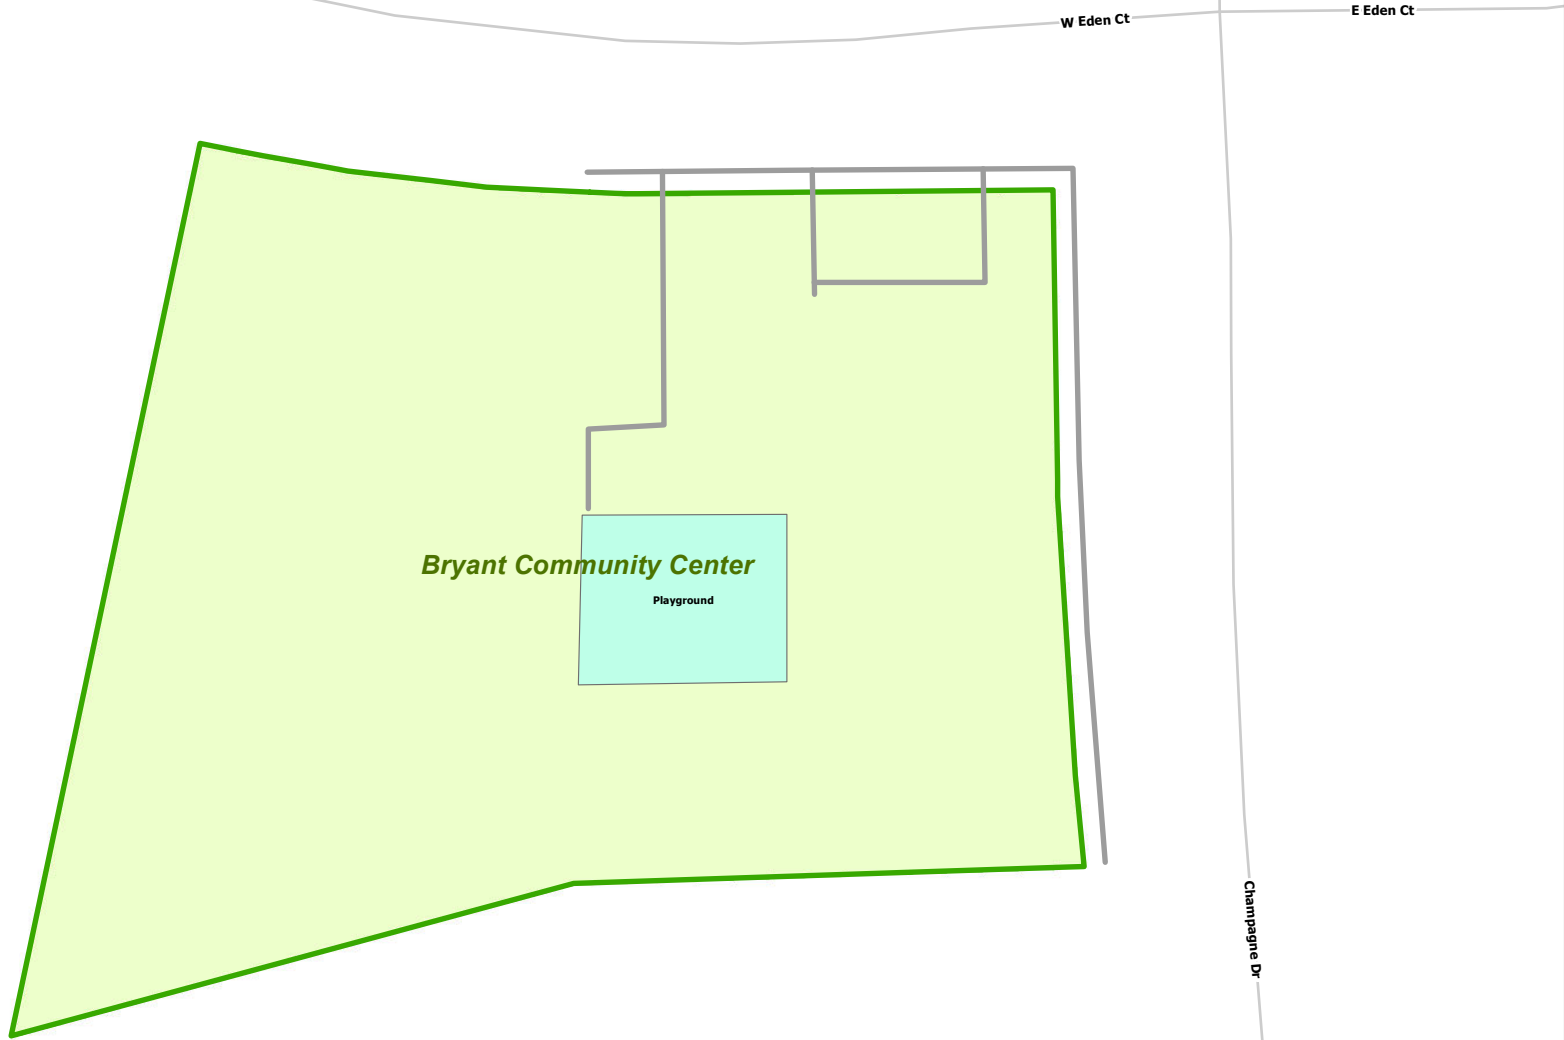 W Eden Ct
E Eden Ct
Bryant Community Center
Playground
Champagne Dr